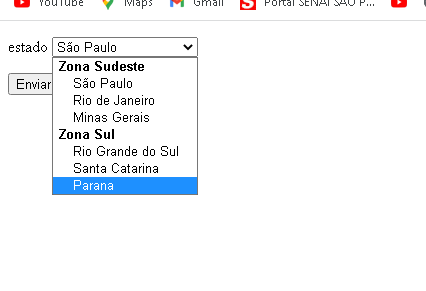 YouTube Maps Gmail Portal SENAI SÃO P...
estado São Paulo
Zona Sudeste
São Paulo
Rio de Janeiro
Minas Gerais
Zona Sul
Rio Grande do Sul
Santa Catarina
Parana
Enviar